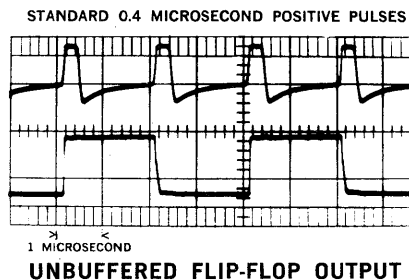 STANDARD 0.4 MICROSECOND POSITIVE PULSES
1 MICROSECOND
UNBUFFERED FLIP-FLOP OUTPUT